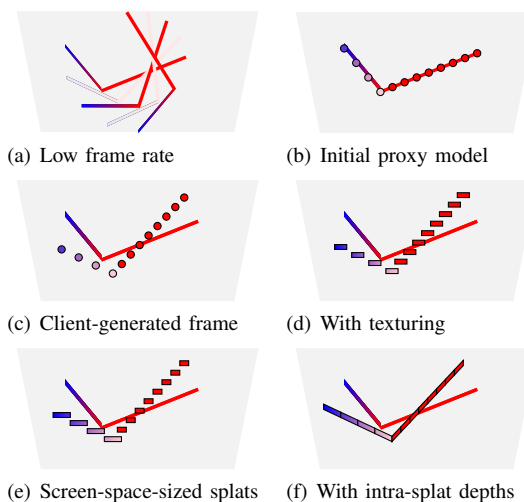 (a) Low frame rate
(b) Initial proxy model
(c) Client-generated frame
(d) With texturing
(e) Screen-space-sized splats
(f) With intra-splat depths